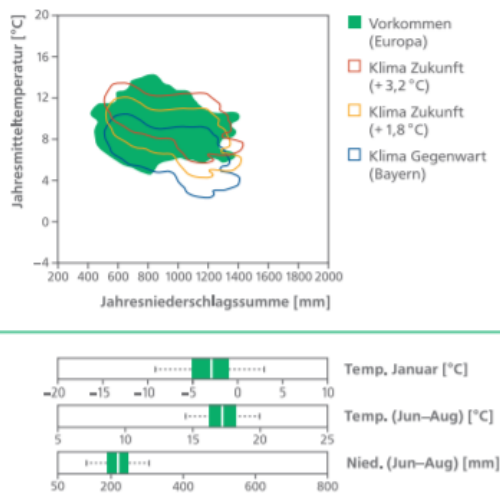 Jahresmitteltemperatur [°C]
20
16
12
8
4
0
−4
200 400 600 800 1000 1200 1400 1600 1800 2000
Jahresniederschlagssumme [mm]
Vorkommen
(Europa)
Klima Zukunft
(+ 3,2 °C)
Klima Zukunft
(+ 1,8 °C)
Klima Gegenwart
(Bayern)
Temp. Januar [°C]
−20 −15 −10 −5 0 5 10
Temp. (Jun–Aug) [°C]
5 10 15 20 25
Nied. (Jun–Aug) [mm]
50 200 400 600 800